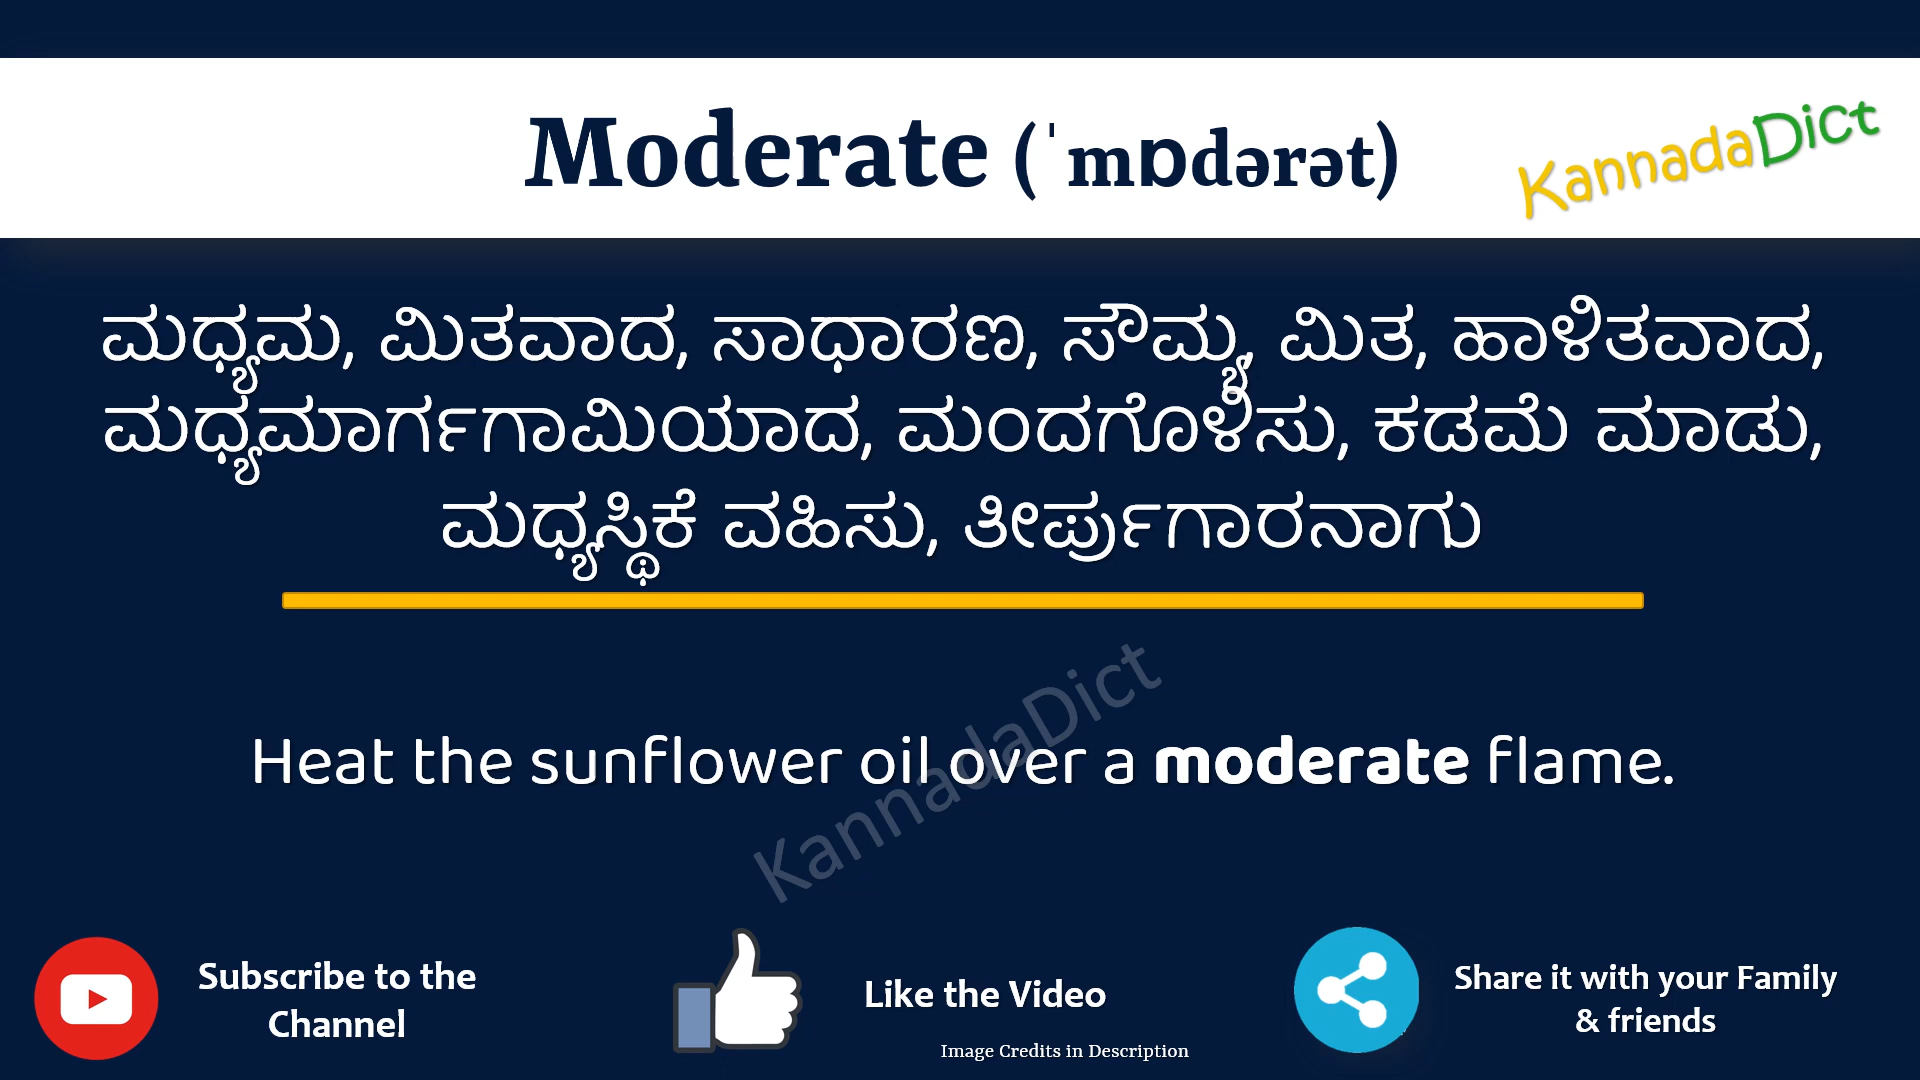 Moderate (ˈmɒdərət)
KannadaDict
ಮಧ್ಯಮ, ಮಿತವಾದ, ಸಾಧಾರಣ, ಸೌಮ್ಯ, ಮಿತ, ಹಾಳಿತವಾದ,
ಮಧ್ಯಮಾರ್ಗಗಾಮಿಯಾದ, ಮಂದಗೊಳಿಸು, ಕಡಮೆ ಮಾಡು,
ಮಧ್ಯಸ್ಥಿಕೆ ವಹಿಸು, ತೀರ್ಪುಗಾರನಾಗು
KannadaDict
Heat the sunflower oil over a moderate flame.
Subscribe to the
Channel
Like the Video
Share it with your Family
& friends
Image Credits in Description